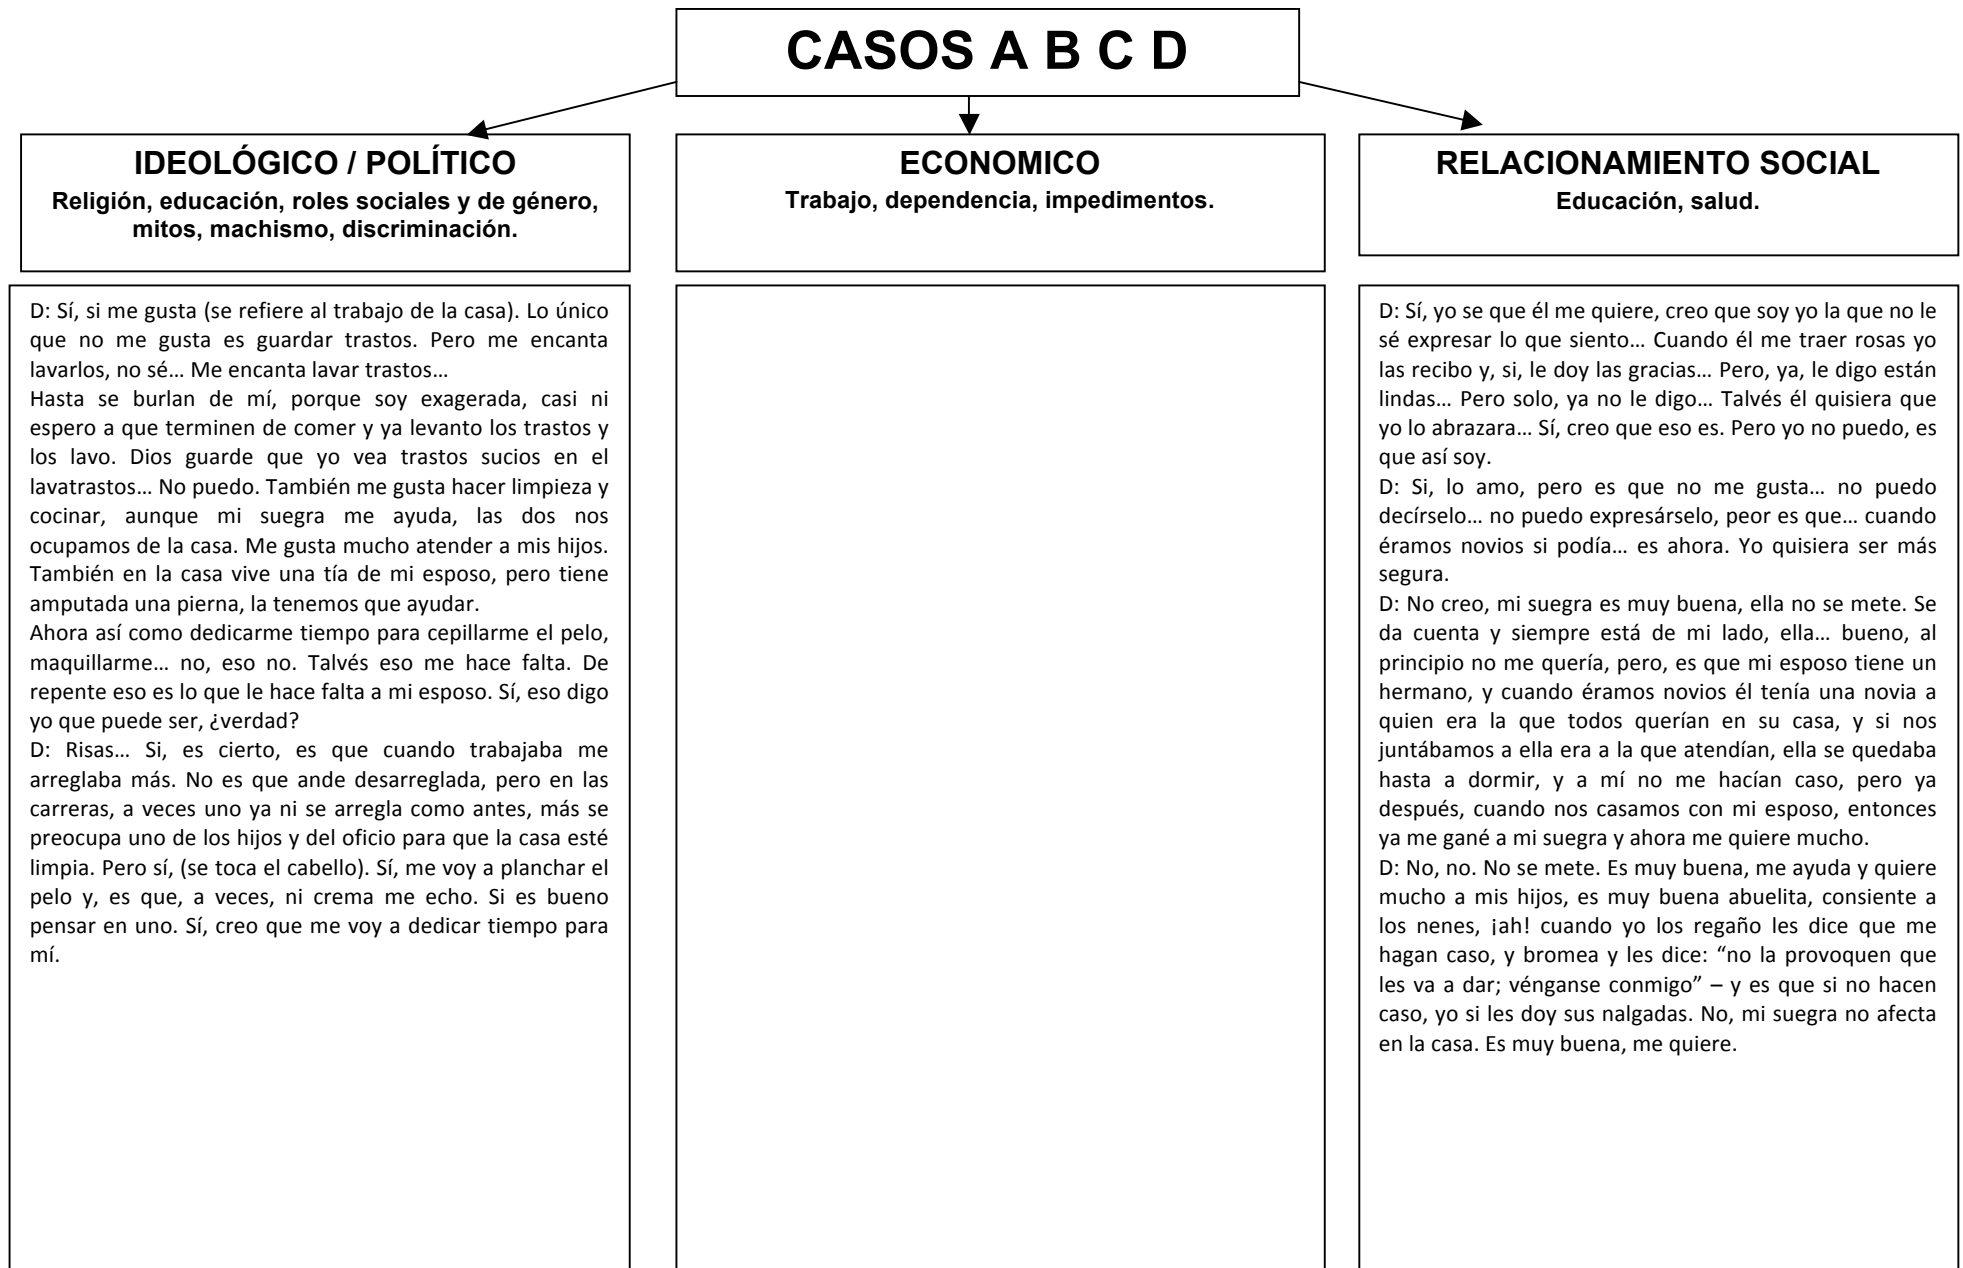 CASOS A B C D
IDEOLÓGICO / POLÍTICO
Religión, educación, roles sociales y de género,
mitos, machismo, discriminación.
ECONOMICO
Trabajo, dependencia, impedimentos.
RELACIONAMIENTO SOCIAL
Educación, salud.
D: Sí, si me gusta (se refiere al trabajo de la casa). Lo único
que no me gusta es guardar trastos. Pero me encanta
lavarlos, no sé… Me encanta lavar trastos…
Hasta se burlan de mí, porque soy exagerada, casi ni
espero a que terminen de comer y ya levanto los trastos y
los lavo. Dios guarde que yo vea trastos sucios en el
lavatrastos… No puedo. También me gusta hacer limpieza y
cocinar, aunque mi suegra me ayuda, las dos nos
ocupamos de la casa. Me gusta mucho atender a mis hijos.
También en la casa vive una tía de mi esposo, pero tiene
amputada una pierna, la tenemos que ayudar.
Ahora así como dedicarme tiempo para cepillarme el pelo,
maquillarme… no, eso no. Talvés eso me hace falta. De
repente eso es lo que le hace falta a mi esposo. Sí, eso digo
yo que puede ser, ¿verdad?
D: Risas… Si, es cierto, es que cuando trabajaba me
arreglaba más. No es que ande desarreglada, pero en las
carreras, a veces uno ya ni se arregla como antes, más se
preocupa uno de los hijos y del oficio para que la casa esté
limpia. Pero sí, (se toca el cabello). Sí, me voy a planchar el
pelo y, es que, a veces, ni crema me echo. Si es bueno
pensar en uno. Sí, creo que me voy a dedicar tiempo para
mí.
D: Sí, yo se que él me quiere, creo que soy yo la que no le
sé expresar lo que siento… Cuando él me traer rosas yo
las recibo y, si, le doy las gracias… Pero, ya, le digo están
lindas… Pero solo, ya no le digo… Talvés él quisiera que
yo lo abrazara… Sí, creo que eso es. Pero yo no puedo, es
que así soy.
D: Si, lo amo, pero es que no me gusta… no puedo
decírselo… no puedo expresárselo, peor es que… cuando
éramos novios si podía… es ahora. Yo quisiera ser más
segura.
D: No creo, mi suegra es muy buena, ella no se mete. Se
da cuenta y siempre está de mi lado, ella… bueno, al
principio no me quería, pero, es que mi esposo tiene un
hermano, y cuando éramos novios él tenía una novia a
quien era la que todos querían en su casa, y si nos
juntábamos a ella era a la que atendían, ella se quedaba
hasta a dormir, y a mí no me hacían caso, pero ya
después, cuando nos casamos con mi esposo, entonces
ya me gané a mi suegra y ahora me quiere mucho.
D: No, no. No se mete. Es muy buena, me ayuda y quiere
mucho a mis hijos, es muy buena abuelita, consiente a
los nenes, ¡ah! cuando yo los regaño les dice que me
hagan caso, y bromea y les dice: “no la provoquen que
les va a dar; vénganse conmigo” – y es que si no hacen
caso, yo si les doy sus nalgadas. No, mi suegra no afecta
en la casa. Es muy buena, me quiere.